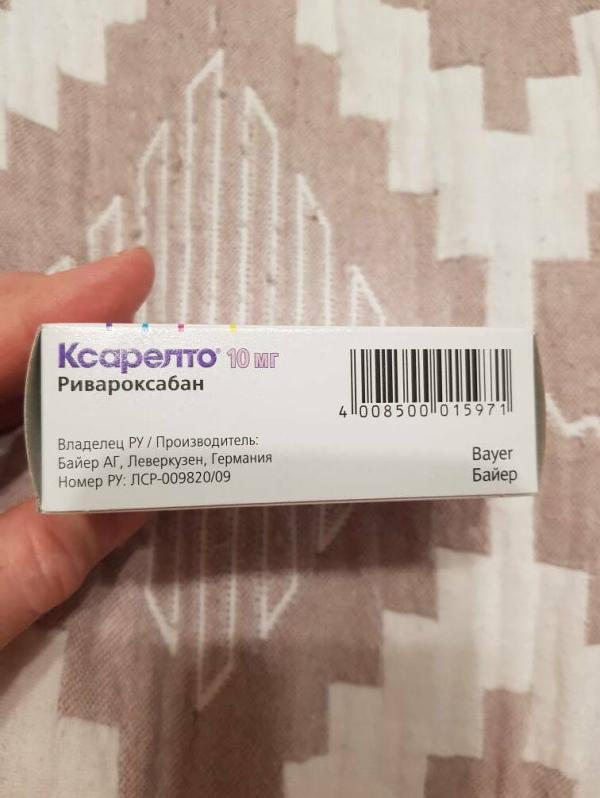 Ксарелто® 10 мг
Ривароксабан
4 008500 015971
Владелец РУ / Производитель:
Байер АГ, Леверкузен, Германия
Номер РУ: ЛСР-009820/09
Bayer
Байер